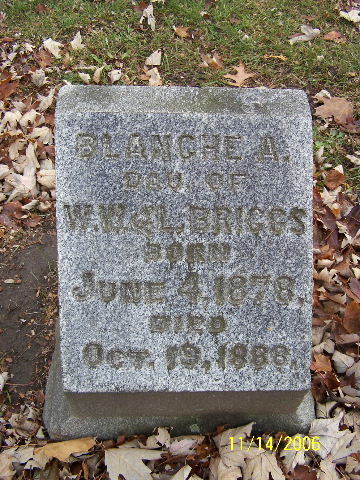 BLANCHE A.
DAU OF
W.W. & L. BRIGGS
BORN
JUNE 4, 1878.
DIED
OCT. 19, 1886.
11/14/2006